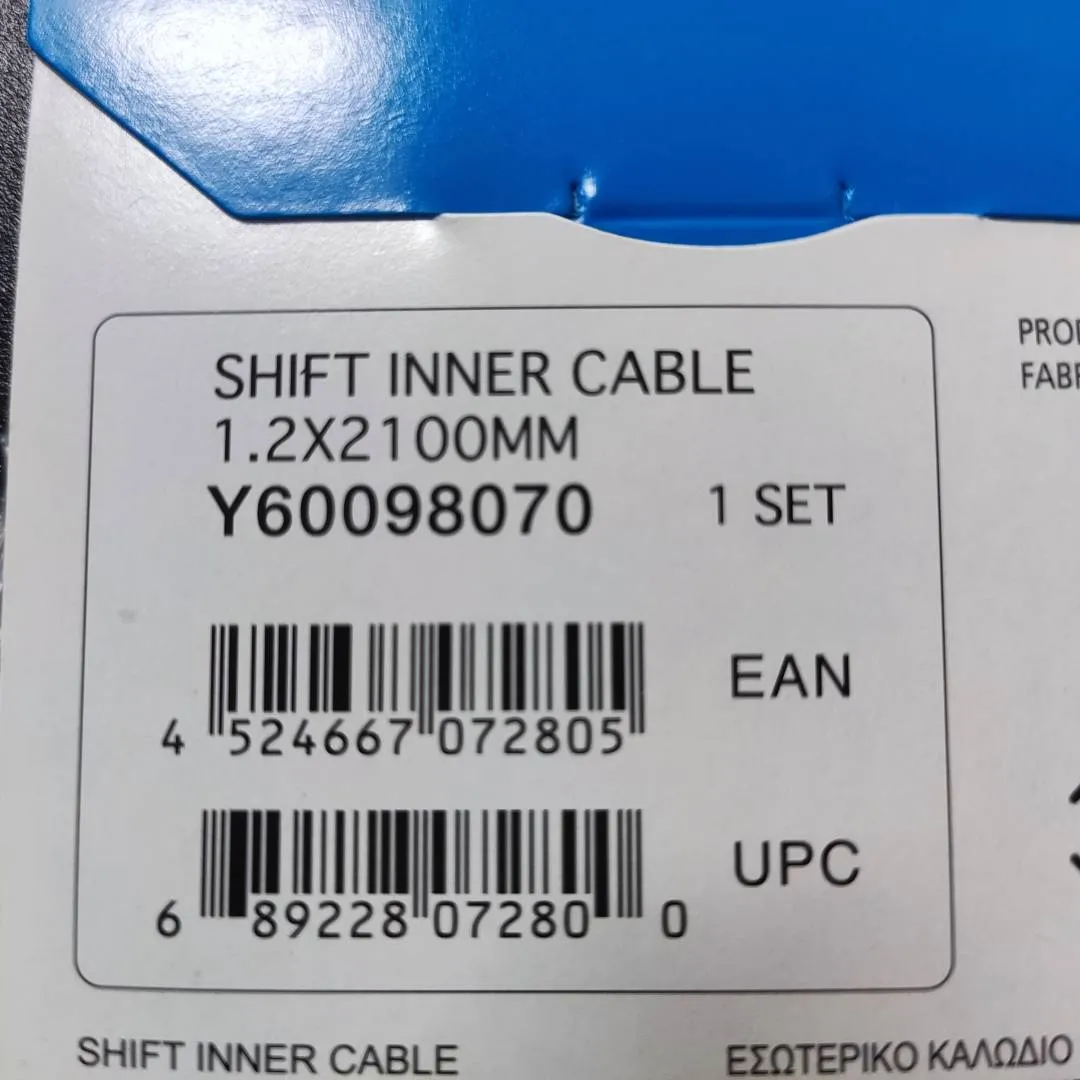 SHIFT INNER CABLE
1.2X2100MM
Y60098070 1 SET
EAN
4 524667 072805
UPC
6 89228 07280 0
SHIFT INNER CABLE
ΕΣΩΤΕΡΙΚΟ ΚΑΛΩΔΙΟ